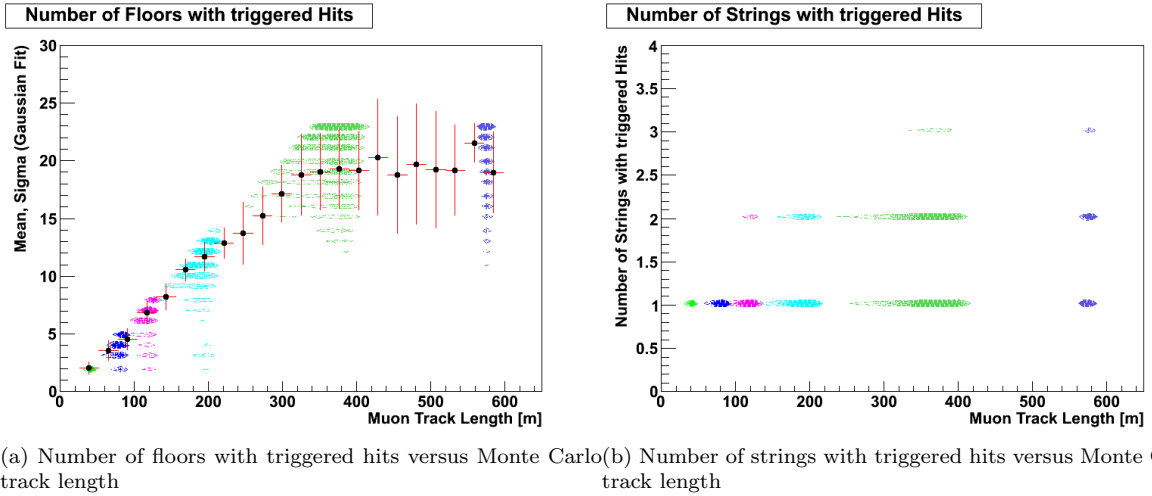 Number of Floors with triggered Hits
Mean, Sigma (Gaussian Fit)
30
25
20
15
10
5
0
0 100 200 300 400 500 600
Muon Track Length [m]
Number of Strings with triggered Hits
Number of Strings with triggered Hits
4
3.5
3
2.5
2
1.5
1
0.5
0
0 100 200 300 400 500 600
Muon Track Length [m]
(a) Number of floors with triggered hits versus Monte Carlo
track length
(b) Number of strings with triggered hits versus Monte
track length